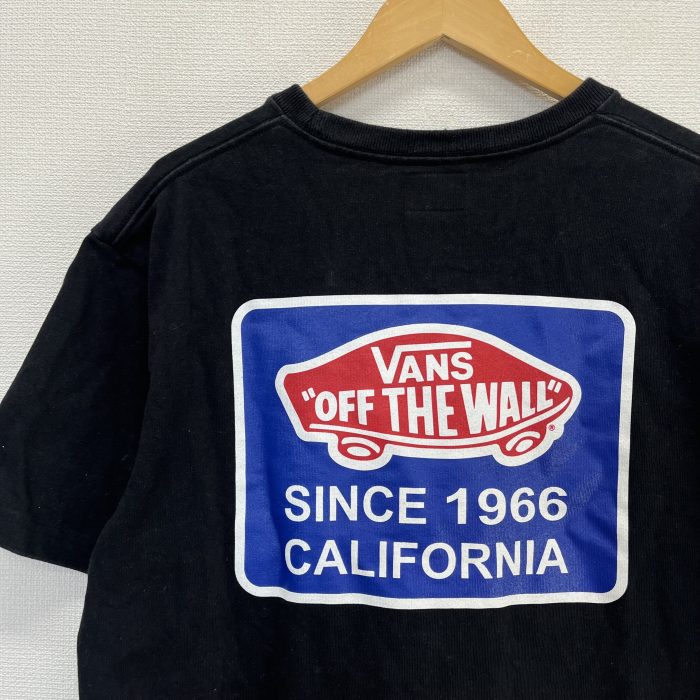 VANS
"OFF THE WALL"
®
SINCE 1966
CALIFORNIA